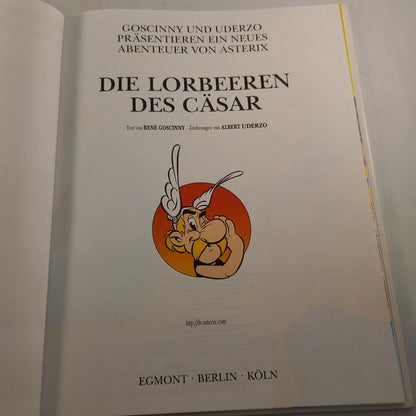 GOSCINNY UND UDERZO
PRÄSENTIEREN EIN NEUES
ABENTEUER VON ASTERIX
DIE LORBEEREN
DES CÄSAR
Text von RENÉ GOSCINNY Zeichnungen von ALBERT UDERZO
http://de.asterix.com
EGMONT · BERLIN · KÖLN